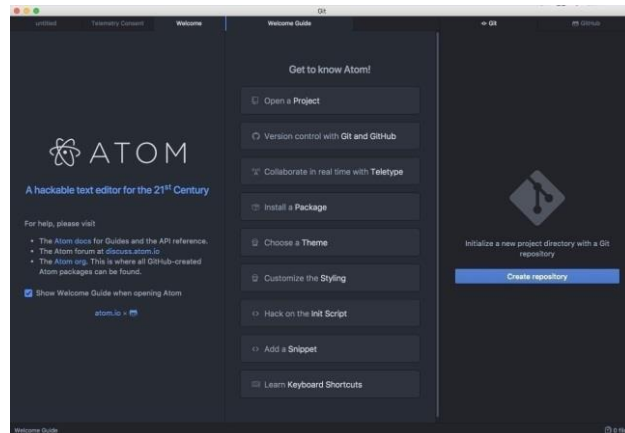 Git
untitled
Telemetry Consent
Welcome
Welcome Guide
Git
GitHub
ATOM
A hackable text editor for the 21st Century
For help, please visit
• The Atom docs for Guides and the API reference.
• The Atom forum at discuss.atom.io
• The Atom org. This is where all GitHub-created
Atom packages can be found.
Show Welcome Guide when opening Atom
atom.io ×
Get to know Atom!
Open a Project
Version control with Git and GitHub
Collaborate in real time with Teletype
Install a Package
Choose a Theme
Customize the Styling
Hack on the Init Script
Add a Snippet
Learn Keyboard Shortcuts
Initialize a new project directory with a Git
repository
Create repository
Welcome Guide